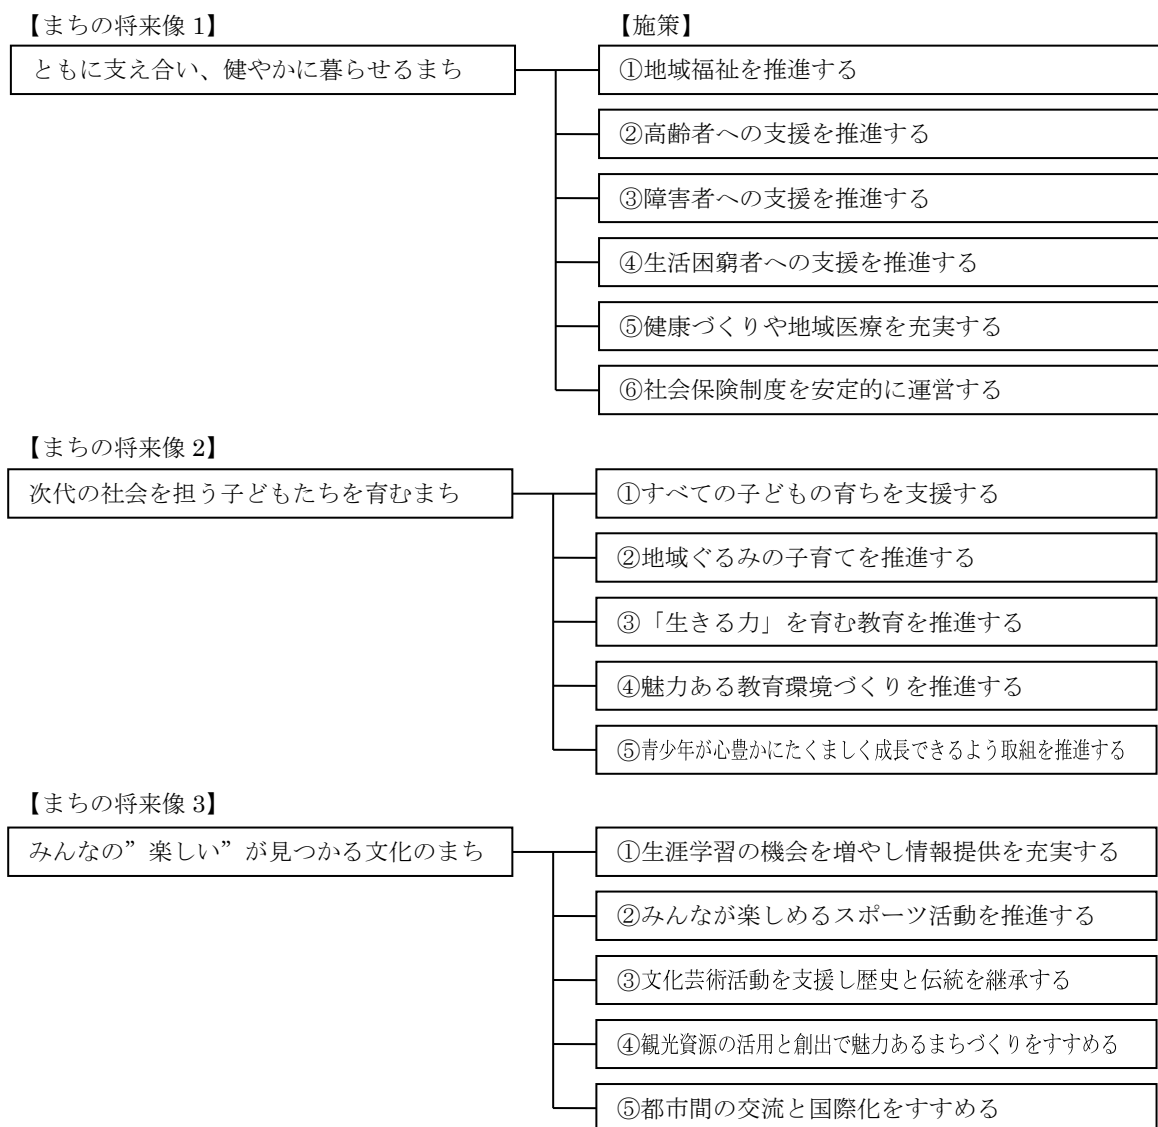 【まちの将来像 1】
【施策】
ともに支え合い、健やかに暮らせるまち
①地域福祉を推進する
②高齢者への支援を推進する
③障害者への支援を推進する
④生活困窮者への支援を推進する
⑤健康づくりや地域医療を充実する
⑥社会保険制度を安定的に運営する
【まちの将来像 2】
次代の社会を担う子どもたちを育むまち
①すべての子どもの育ちを支援する
②地域ぐるみの子育てを推進する
③「生きる力」を育む教育を推進する
④魅力ある教育環境づくりを推進する
⑤青少年が心豊かにたくましく成長できるよう取組を推進する
【まちの将来像 3】
みんなの”楽しい”が見つかる文化のまち
①生涯学習の機会を増やし情報提供を充実する
②みんなが楽しめるスポーツ活動を推進する
③文化芸術活動を支援し歴史と伝統を継承する
④観光資源の活用と創出で魅力あるまちづくりをすすめる
⑤都市間の交流と国際化をすすめる